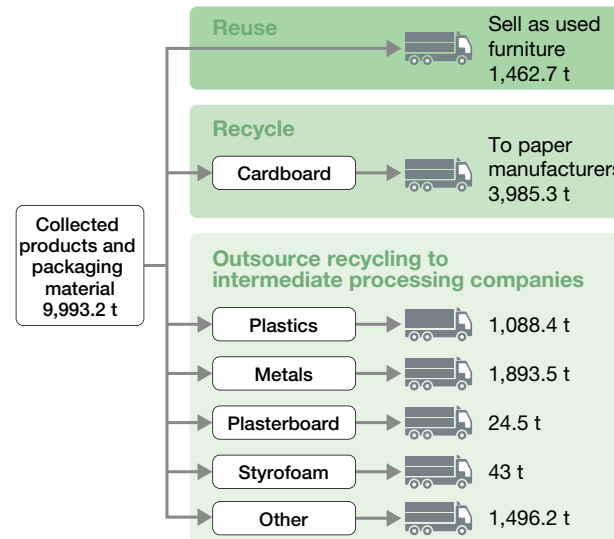 Reuse
Sell as used
furniture
1,462.7 t
Recycle
Cardboard
To paper
manufacturers
3,985.3 t
Collected
products and
packaging
material
9,993.2 t
Outsource recycling to
intermediate processing companies
Plastics
1,088.4 t
Metals
1,893.5 t
Plasterboard
24.5 t
Styrofoam
43 t
Other
1,496.2 t